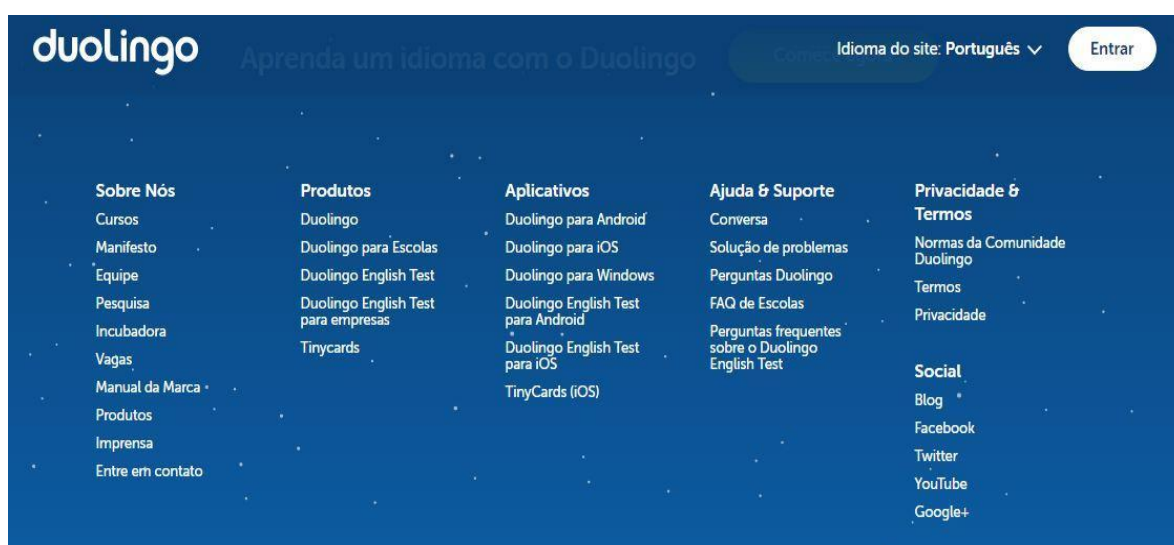 duolingo
Aprenda um idioma com o Duolingo
Idioma do site: Português
Entrar
Sobre Nós
Cursos
Manifesto
Equipe
Pesquisa
Incubadora
Vagas
Manual da Marca
Produtos
Imprensa
Entre em contato
Produtos
Duolingo
Duolingo para Escolas
Duolingo English Test
Duolingo English Test
para empresas
Tinycards
Aplicativos
Duolingo para Android
Duolingo para iOS
Duolingo para Windows
Duolingo English Test
para Android
Duolingo English Test
para iOS
TinyCards (iOS)
Ajuda & Suporte
Conversa
Solução de problemas
Perguntas Duolingo
FAQ de Escolas
Perguntas frequentes
sobre o Duolingo
English Test
Privacidade &
Termos
Normas da Comunidade
Duolingo
Termos
Privacidade
Social
Blog
Facebook
Twitter
YouTube
Google+